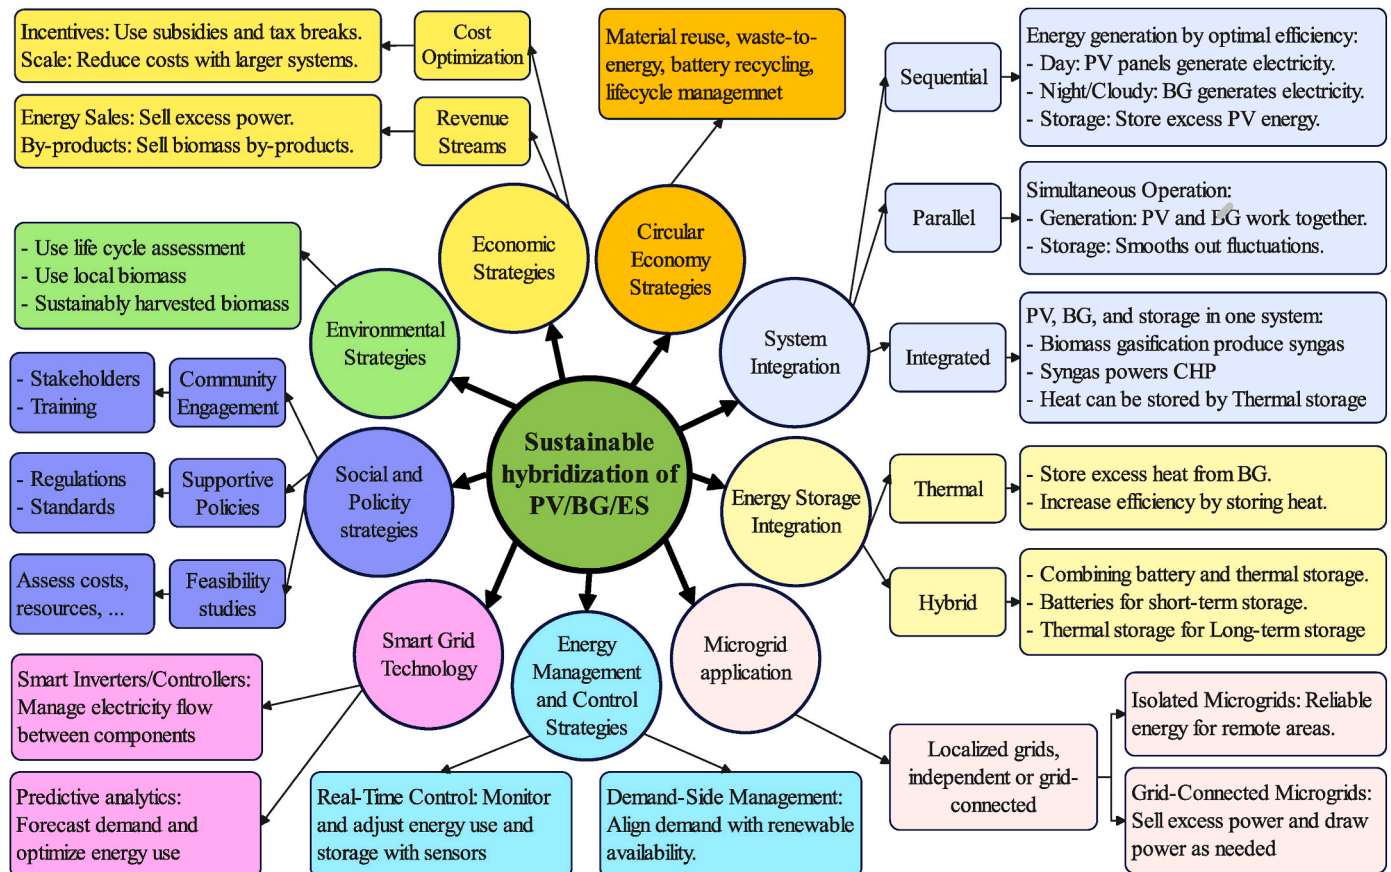 Incentives: Use subsidies and tax breaks.
Scale: Reduce costs with larger systems.
Cost
Optimization
Energy Sales: Sell excess power.
By-products: Sell biomass by-products.
Revenue
Streams
Material reuse, waste-to-
energy, battery recycling,
lifecycle managemnet
Sequential
Energy generation by optimal efficiency:
- Day: PV panels generate electricity.
- Night/Cloudy: BG generates electricity.
- Storage: Store excess PV energy.
Parallel
Simultaneous Operation:
- Generation: PV and BG work together.
- Storage: Smooths out fluctuations.
Economic
Strategies
Circular
Economy
Strategies
- Use life cycle assessment
- Use local biomass
- Sustainably harvested biomass
Environmental
Strategies
System
Integration
Integrated
PV, BG, and storage in one system:
- Biomass gasification produce syngas
- Syngas powers CHP
- Heat can be stored by Thermal storage
- Stakeholders
- Training
Community
Engagement
Sustainable
hybridization of
PV/BG/ES
- Regulations
- Standards
Supportive
Policies
Social and
Policity
strategies
Energy Storage
Integration
Thermal
- Store excess heat from BG.
- Increase efficiency by storing heat.
Assess costs,
resources, ...
Feasibility
studies
Hybrid
- Combining battery and thermal storage.
- Batteries for short-term storage.
- Thermal storage for Long-term storage
Smart Grid
Technology
Energy
Management
and Control
Strategies
Microgrid
application
Smart Inverters/Controllers:
Manage electricity flow
between components
Predictive analytics:
Forecast demand and
optimize energy use
Real-Time Control: Monitor
and adjust energy use and
storage with sensors
Demand-Side Management:
Align demand with renewable
availability.
Localized grids,
independent or grid-
connected
Isolated Microgrids: Reliable
energy for remote areas.
Grid-Connected Microgrids:
Sell excess power and draw
power as needed